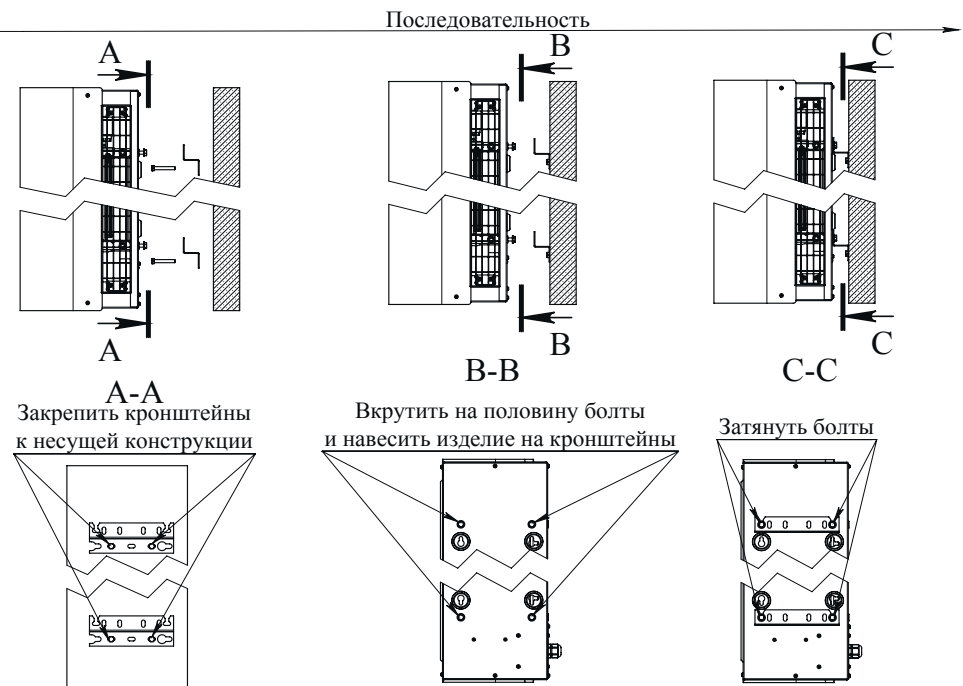 Последовательность
A
B
C
A
B
C
A-A
B-B
C-C
Закрепить кронштейны
к несущей конструкции
Вкрутить на половину болты
и навесить изделие на кронштейны
Затянуть болты